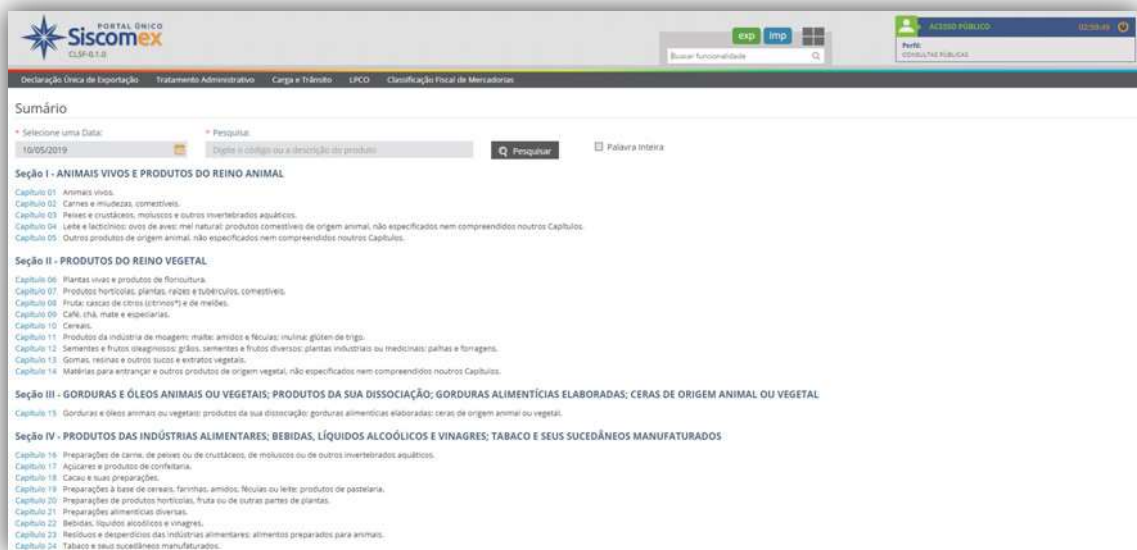 PORTAL ÚNICO
Siscomex
CLSF-0.1.0
exp
imp
Buscar funcionalidade
ACESSO PÚBLICO
Perfil:
CONSULTAS PUBLICAS
Declaração Única de Exportação Tratamento Administrativo Carga e Trânsito LPCO Classificação Fiscal de Mercadorias
Sumário
* Selecione uma Data: * Pesquisa:
10/05/2019 Digite o código ou a descrição do produto Pesquisar Palavra Inteira
Seção I - ANIMAIS VIVOS E PRODUTOS DO REINO ANIMAL
Capítulo 01 Animais vivos.
Capítulo 02 Carnes e miudezas, comestíveis.
Capítulo 03 Peixes e crustáceos, moluscos e outros invertebrados aquáticos.
Capítulo 04 Leite e lacticínios; ovos de aves; mel natural; produtos comestíveis de origem animal, não especificados nem compreendidos noutros Capítulos.
Capítulo 05 Outros produtos de origem animal, não especificados nem compreendidos noutros Capítulos.
Seção II - PRODUTOS DO REINO VEGETAL
Capítulo 06 Plantas vivas e produtos de floricultura.
Capítulo 07 Produtos hortícolas, plantas, raízes e tubérculos, comestíveis.
Capítulo 08 Fruta; cascas de citros (citrinos*) e de melões.
Capítulo 09 Café, chá, mate e especiarias.
Capítulo 10 Cereais.
Capítulo 11 Produtos da indústria de moagem; malte; amidos e féculas; inulina; glúten de trigo.
Capítulo 12 Sementes e frutos oleaginosos; grãos, sementes e frutos diversos; plantas industriais ou medicinais; palhas e forragens.
Capítulo 13 Gomas, resinas e outros sucos e extratos vegetais.
Capítulo 14 Matérias para entrançar e outros produtos de origem vegetal, não especificados nem compreendidos noutros Capítulos.
Seção III - GORDURAS E ÓLEOS ANIMAIS OU VEGETAIS; PRODUTOS DA SUA DISSOCIAÇÃO; GORDURAS ALIMENTÍCIAS ELABORADAS; CERAS DE ORIGEM ANIMAL OU VEGETAL
Capítulo 15 Gorduras e óleos animais ou vegetais; produtos da sua dissociação; gorduras alimentícias elaboradas; ceras de origem animal ou vegetal.
Seção IV - PRODUTOS DAS INDÚSTRIAS ALIMENTARES; BEBIDAS, LÍQUIDOS ALCOÓLICOS E VINAGRES; TABACO E SEUS SUCEDÂNEOS MANUFATURADOS
Capítulo 16 Preparações de carne, de peixes ou de crustáceos, de moluscos ou de outros invertebrados aquáticos.
Capítulo 17 Açúcares e produtos de confeitaria.
Capítulo 18 Cacau e suas preparações.
Capítulo 19 Preparações à base de cereais, farinhas, amidos, féculas ou leite; produtos de pastelaria.
Capítulo 20 Preparações de produtos hortícolas, fruta ou de outras partes de plantas.
Capítulo 21 Preparações alimentícias diversas.
Capítulo 22 Bebidas, líquidos alcoólicos e vinagres.
Capítulo 23 Resíduos e desperdícios das indústrias alimentares; alimentos preparados para animais.
Capítulo 24 Tabaco e seus sucedâneos manufaturados.